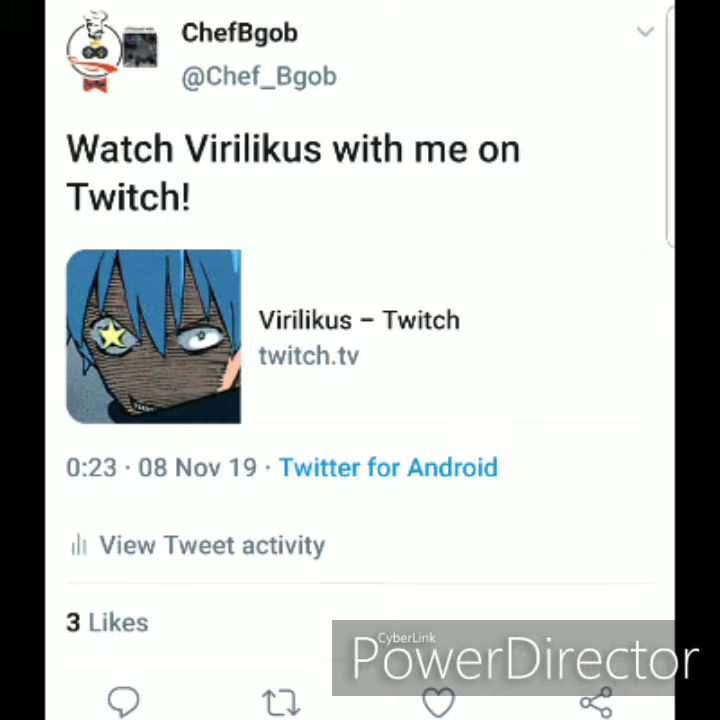 ChefBgob
@Chef_Bgob
Watch Virilikus with me on
Twitch!
Virilikus – Twitch
twitch.tv
0:23 · 08 Nov 19 · Twitter for Android
View Tweet activity
3 Likes
CyberLink
PowerDirector